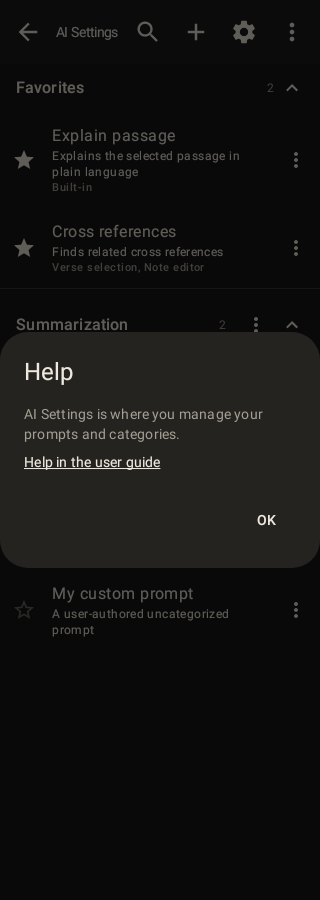 AI Settings
Favorites 2
Explain passage
Explains the selected passage in
plain language
Built-in
Cross references
Finds related cross references
Verse selection, Note editor
Summarization 2
Help
AI Settings is where you manage your
prompts and categories.
Help in the user guide
OK
My custom prompt
A user-authored uncategorized
prompt